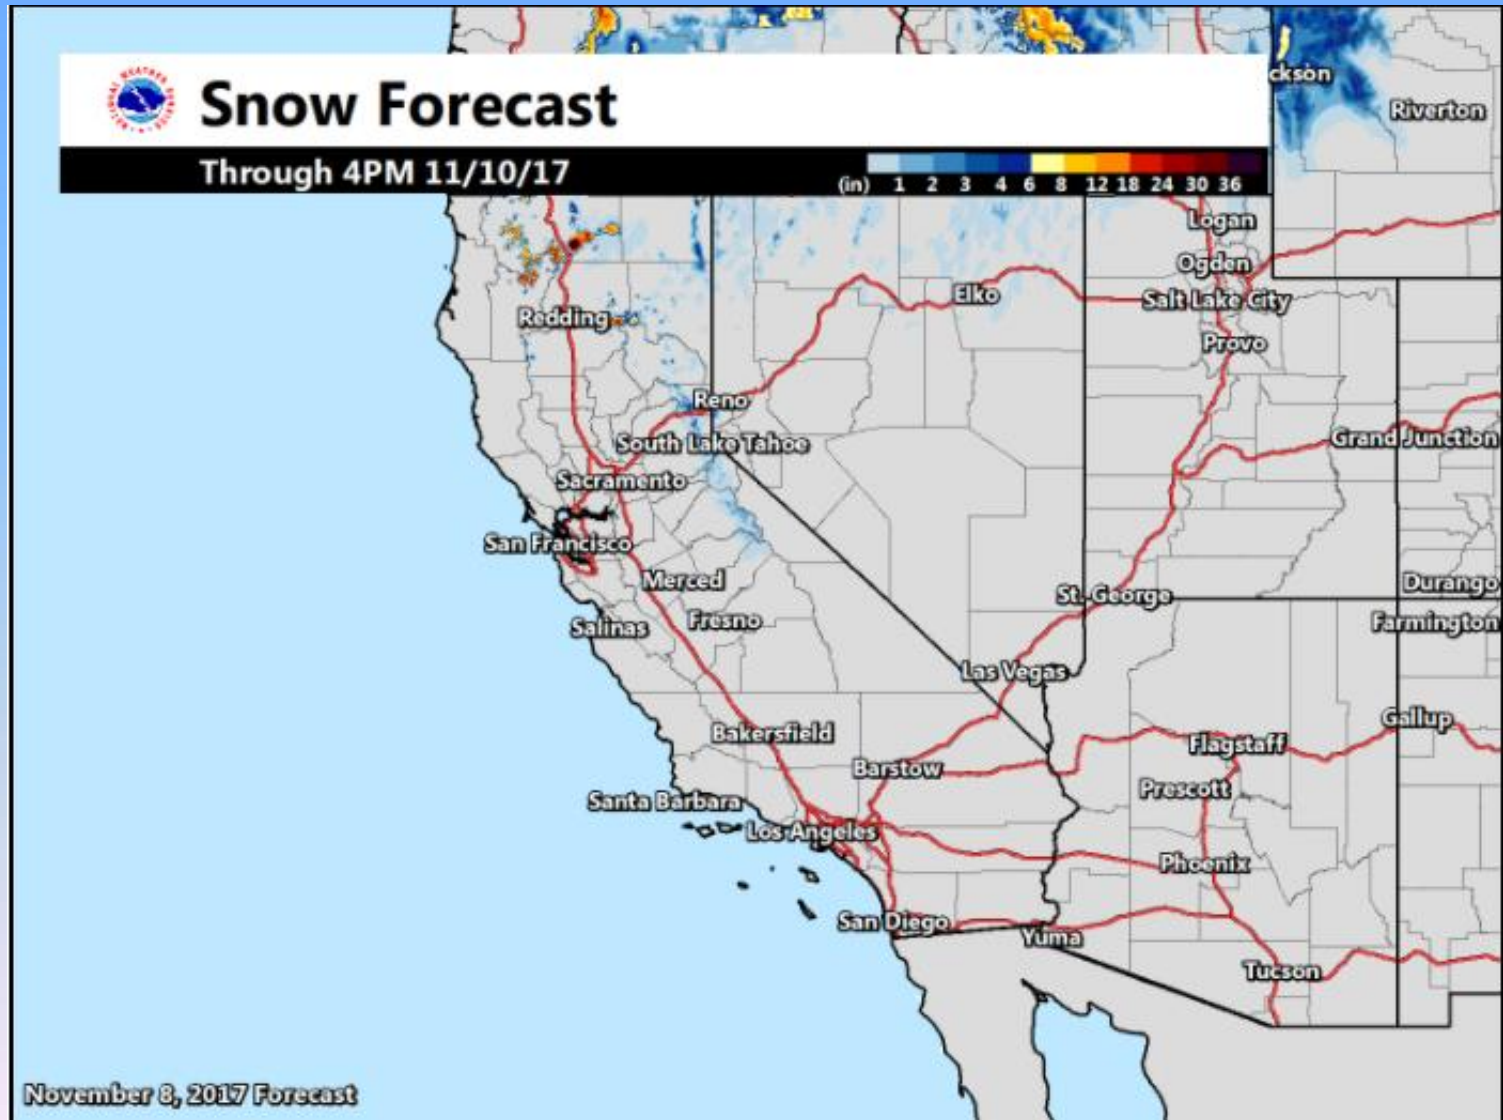 ckson
Riverton
NATIONAL WEATHER SERVICE
Snow Forecast
Through 4PM 11/10/17
(in) 1 2 3 4 6 8 12 18 24 30 36
Logan
Ogden
Elko
Salt Lake City
Redding
Provo
Reno
South Lake Tahoe
Grand Junction
Sacramento
San Francisco
Merced
Durango
St. George
Fresno
Farmington
Salinas
Las Vegas
Gallup
Bakersfield
Flagstaff
Barstow
Prescott
Santa Barbara
Los Angeles
Phoenix
San Diego
Yuma
Tucson
November 8, 2017 Forecast